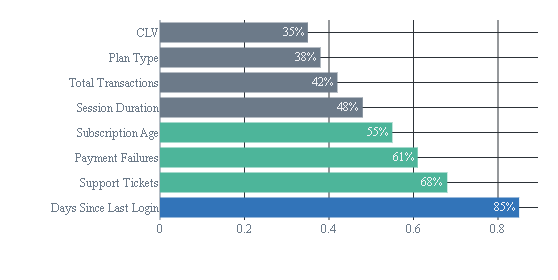 CLV 35%
Plan Type 38%
Total Transactions 42%
Session Duration 48%
Subscription Age 55%
Payment Failures 61%
Support Tickets 68%
Days Since Last Login 85%
0 0.2 0.4 0.6 0.8